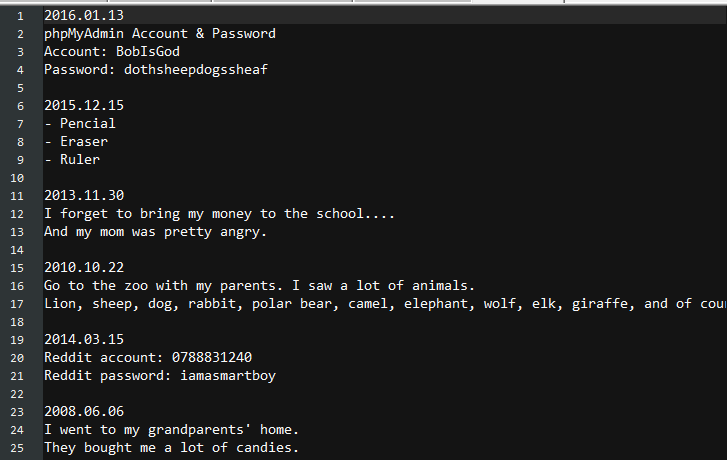 1 2016.01.13
2 phpMyAdmin Account & Password
3 Account: BobIsGod
4 Password: dothsheepdogssheaf
5
6 2015.12.15
7 - Pencial
8 - Eraser
9 - Ruler
10
11 2013.11.30
12 I forget to bring my money to the school....
13 And my mom was pretty angry.
14
15 2010.10.22
16 Go to the zoo with my parents. I saw a lot of animals.
17 Lion, sheep, dog, rabbit, polar bear, camel, elephant, wolf, elk, giraffe, and of
18
19 2014.03.15
20 Reddit account: 0788831240
21 Reddit password: iamasmartboy
22
23 2008.06.06
24 I went to my grandparents' home.
25 They bought me a lot of candies.